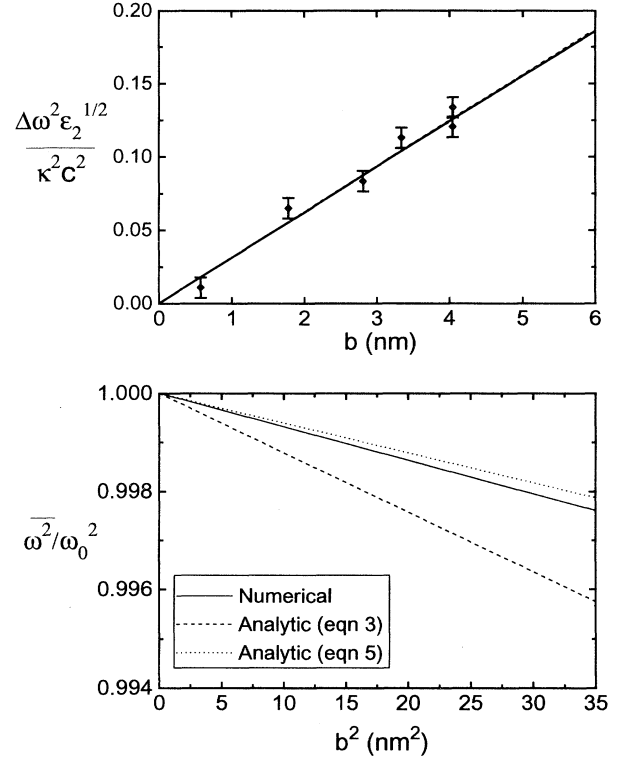 0.20
0.15
0.10
0.05
0.00
Δω²ε₂^1/2
κ²c²
0 1 2 3 4 5 6
b (nm)
1.000
0.998
0.996
0.994
ω²/ω₀²
Numerical
Analytic (eqn 3)
Analytic (eqn 5)
0 5 10 15 20 25 30 35
b² (nm²)